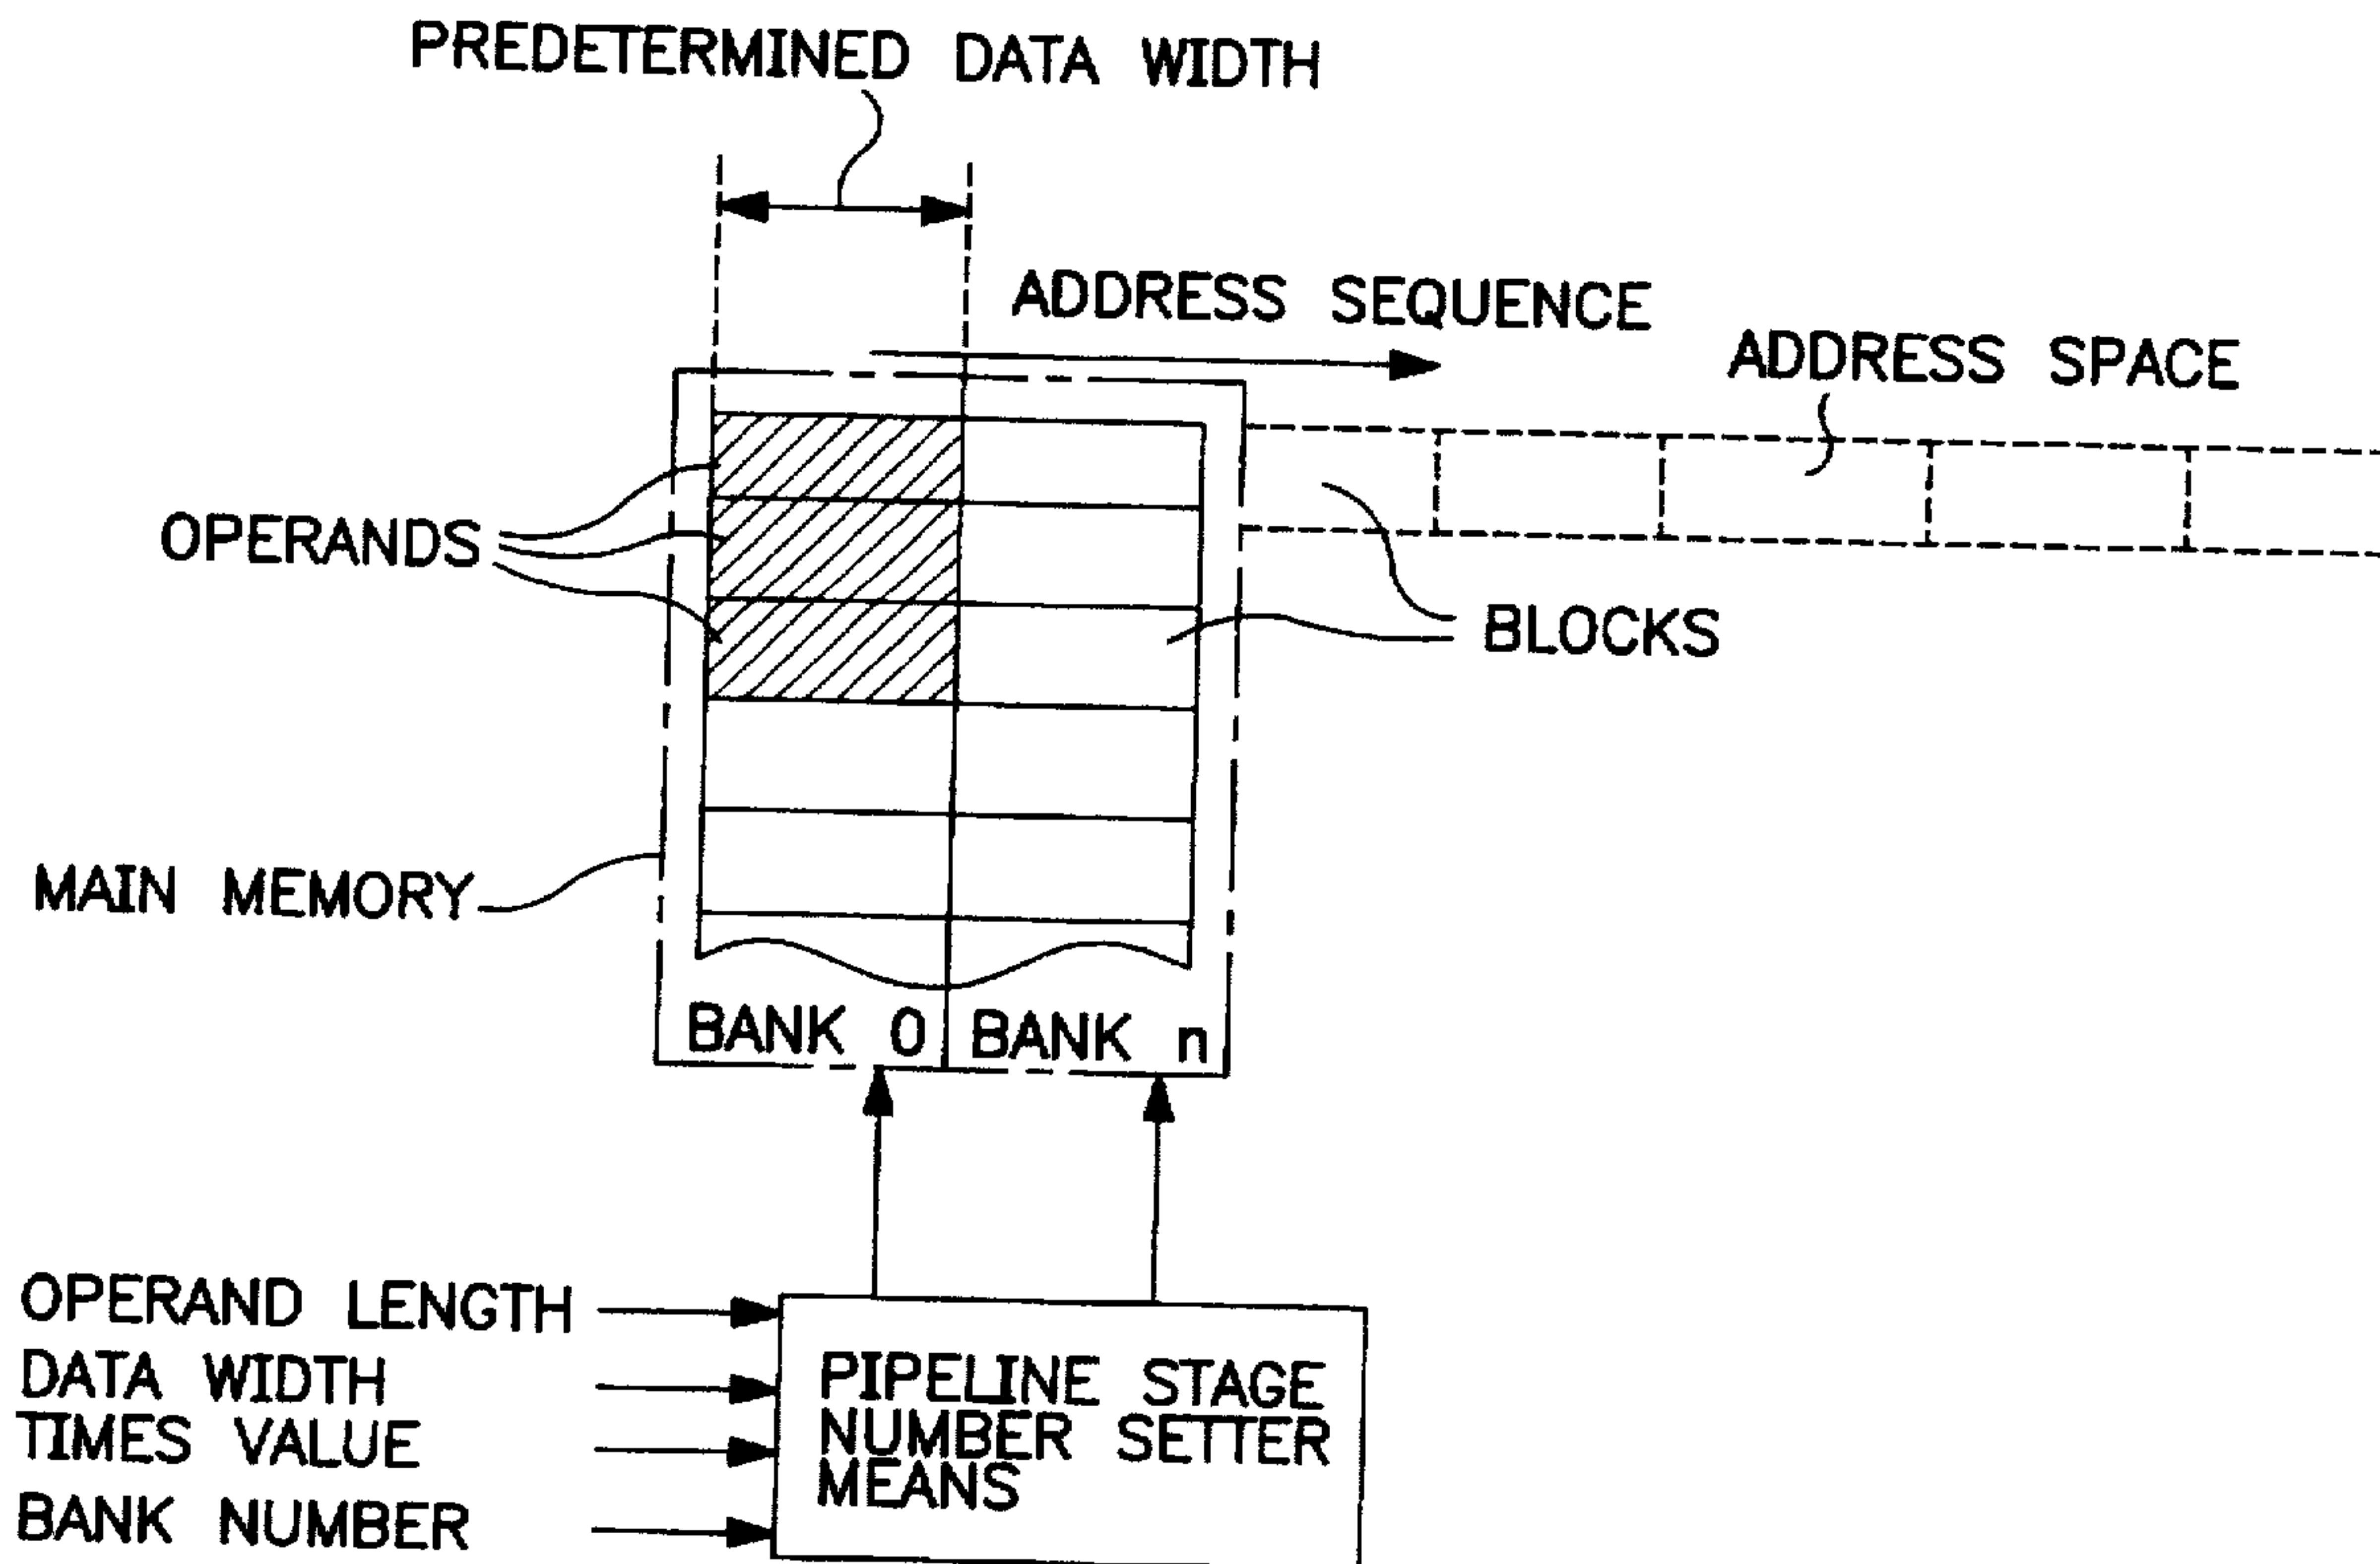 PREDETERMINED DATA WIDTH
ADDRESS SEQUENCE
ADDRESS SPACE
OPERANDS
BLOCKS
MAIN MEMORY
BANK 0 BANK n
OPERAND LENGTH
DATA WIDTH
TIMES VALUE
BANK NUMBER
PIPELINE STAGE
NUMBER SETTER
MEANS